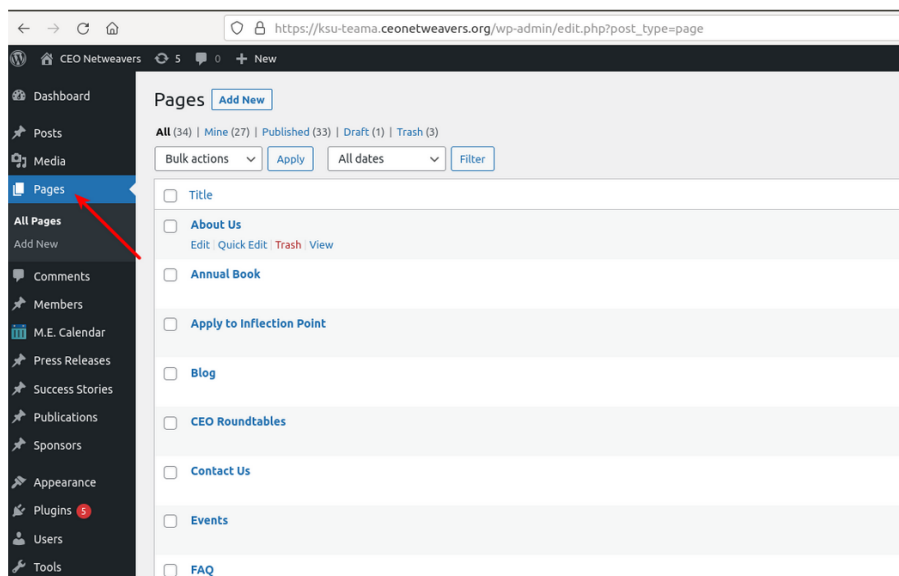 https://ksu-teama.ceonetweavers.org/wp-admin/edit.php?post_type=page
CEO Netweavers 5 0 + New
Dashboard
Posts
Media
Pages
All Pages
Add New
Comments
Members
M.E. Calendar
Press Releases
Success Stories
Publications
Sponsors
Appearance
Plugins 5
Users
Tools
Pages Add New
All (34) | Mine (27) | Published (33) | Draft (1) | Trash (3)
Bulk actions Apply All dates Filter
Title
About Us
Edit | Quick Edit | Trash | View
Annual Book
Apply to Inflection Point
Blog
CEO Roundtables
Contact Us
Events
FAQ